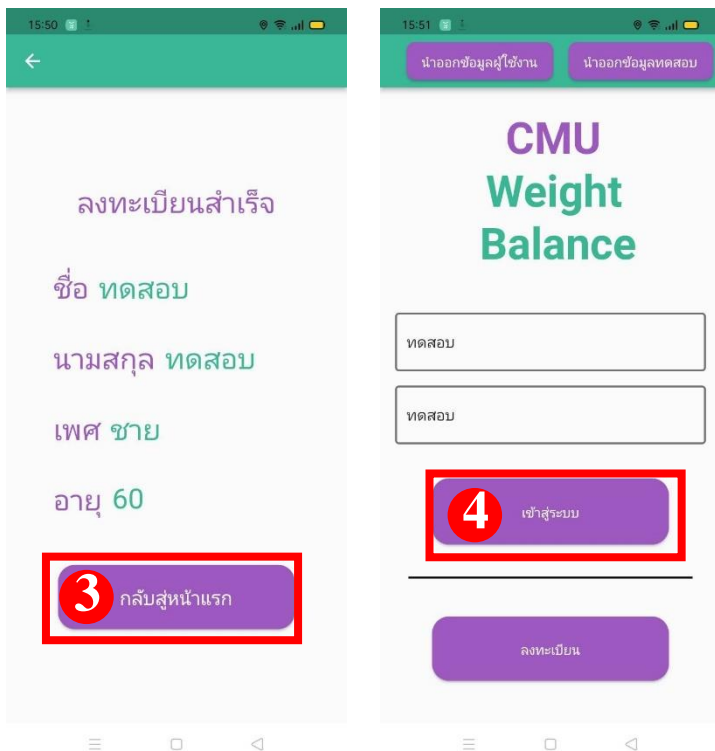 15:50
ลงทะเบียนสำเร็จ
ชื่อ ทดสอบ
นามสกุล ทดสอบ
เพศ ชาย
อายุ 60
3 กลับสู่หน้าแรก
15:51
นำออกข้อมูลผู้ใช้งาน
นำออกข้อมูลทดสอบ
CMU
Weight
Balance
ทดสอบ
ทดสอบ
4 เข้าสู่ระบบ
ลงทะเบียน